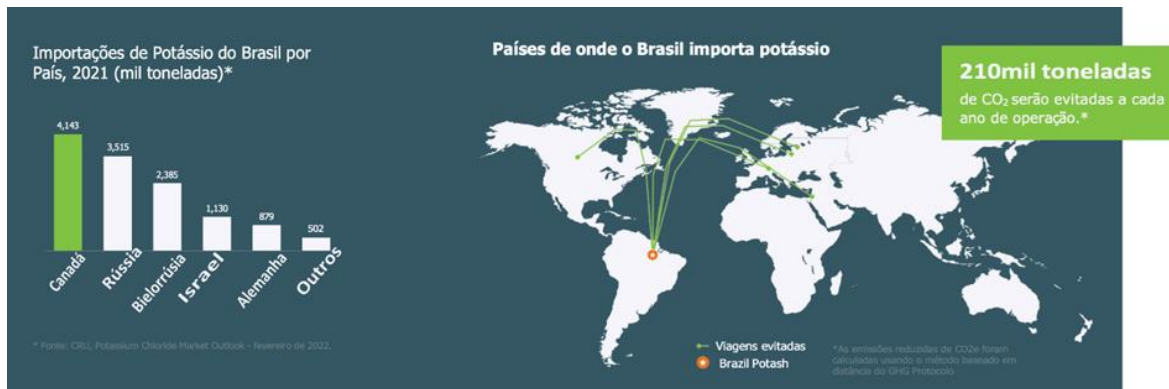 Importações de Potássio do Brasil por
País, 2021 (mil toneladas)*
4,143
3,515
2,385
1,130
879
502
Canadá
Rússia
Bielorrúsia
Israel
Alemanha
Outros
* Fonte: CRU, Potassium Chloride Market Outlook - fevereiro de 2022.
Países de onde o Brasil importa potássio
Viagens evitadas
Brazil Potash
210mil toneladas
de CO₂ serão evitadas a cada
ano de operação.*
*As emissões reduzidas de CO2e foram
calculadas usando o método baseado em
distância do GHG Protocolo